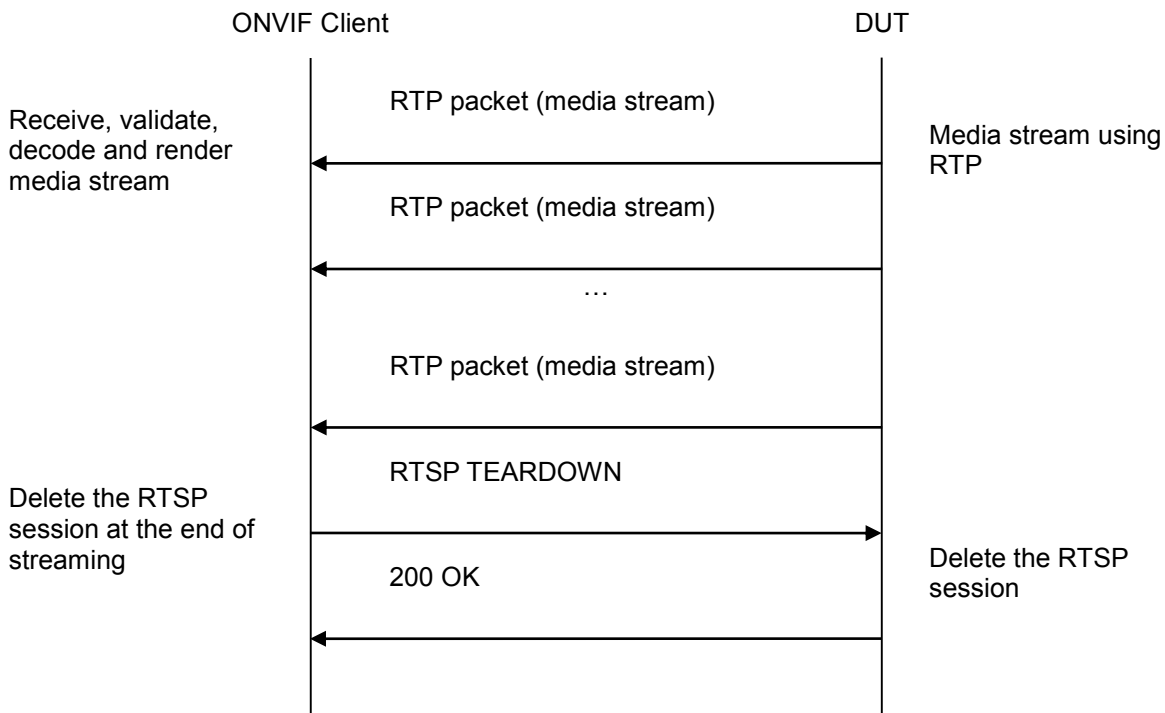 ONVIF Client
DUT
RTP packet (media stream)
Receive, validate,
decode and render
media stream
Media stream using
RTP
RTP packet (media stream)
…
RTP packet (media stream)
RTSP TEARDOWN
Delete the RTSP
session at the end of
streaming
200 OK
Delete the RTSP
session